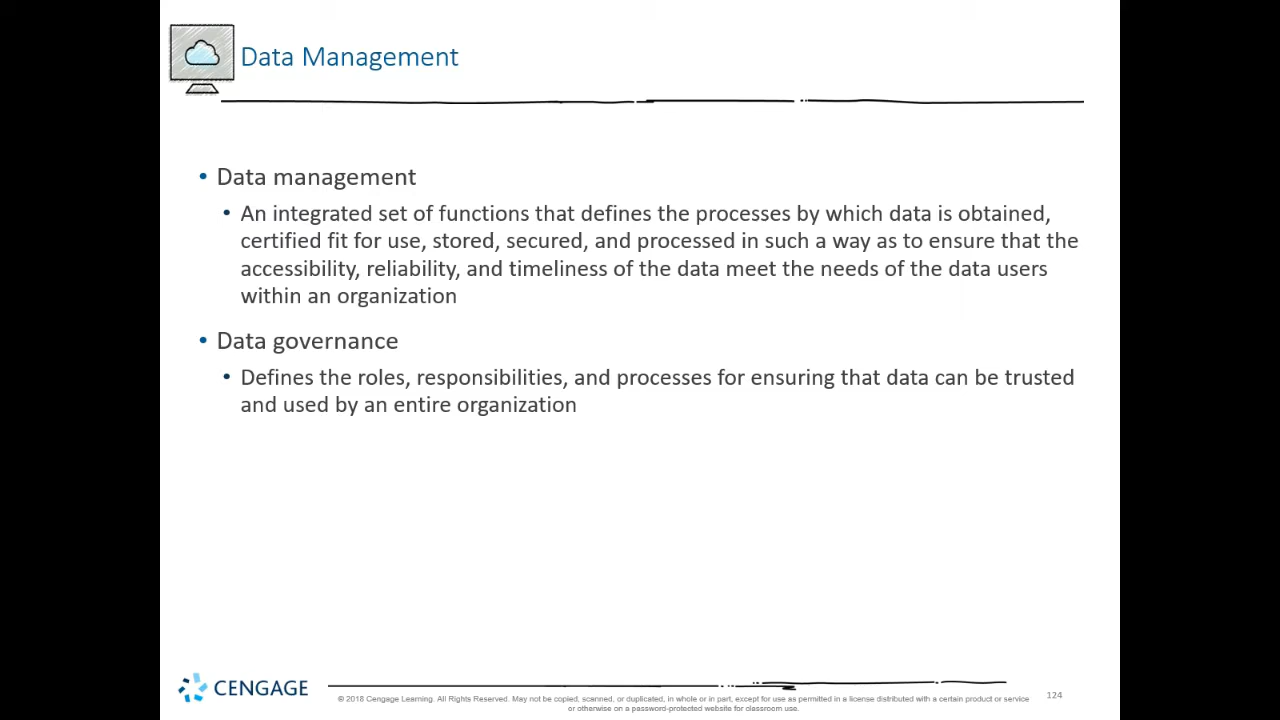 Data Management
• Data management
• An integrated set of functions that defines the processes by which data is obtained,
certified fit for use, stored, secured, and processed in such a way as to ensure that the
accessibility, reliability, and timeliness of the data meet the needs of the data users
within an organization
• Data governance
• Defines the roles, responsibilities, and processes for ensuring that data can be trusted
and used by an entire organization
CENGAGE
© 2018 Cengage Learning. All Rights Reserved. May not be copied, scanned, or duplicated, in whole or in part, except for use as permitted in a license distributed with a certain product or service
or otherwise on a password-protected website for classroom use.
124